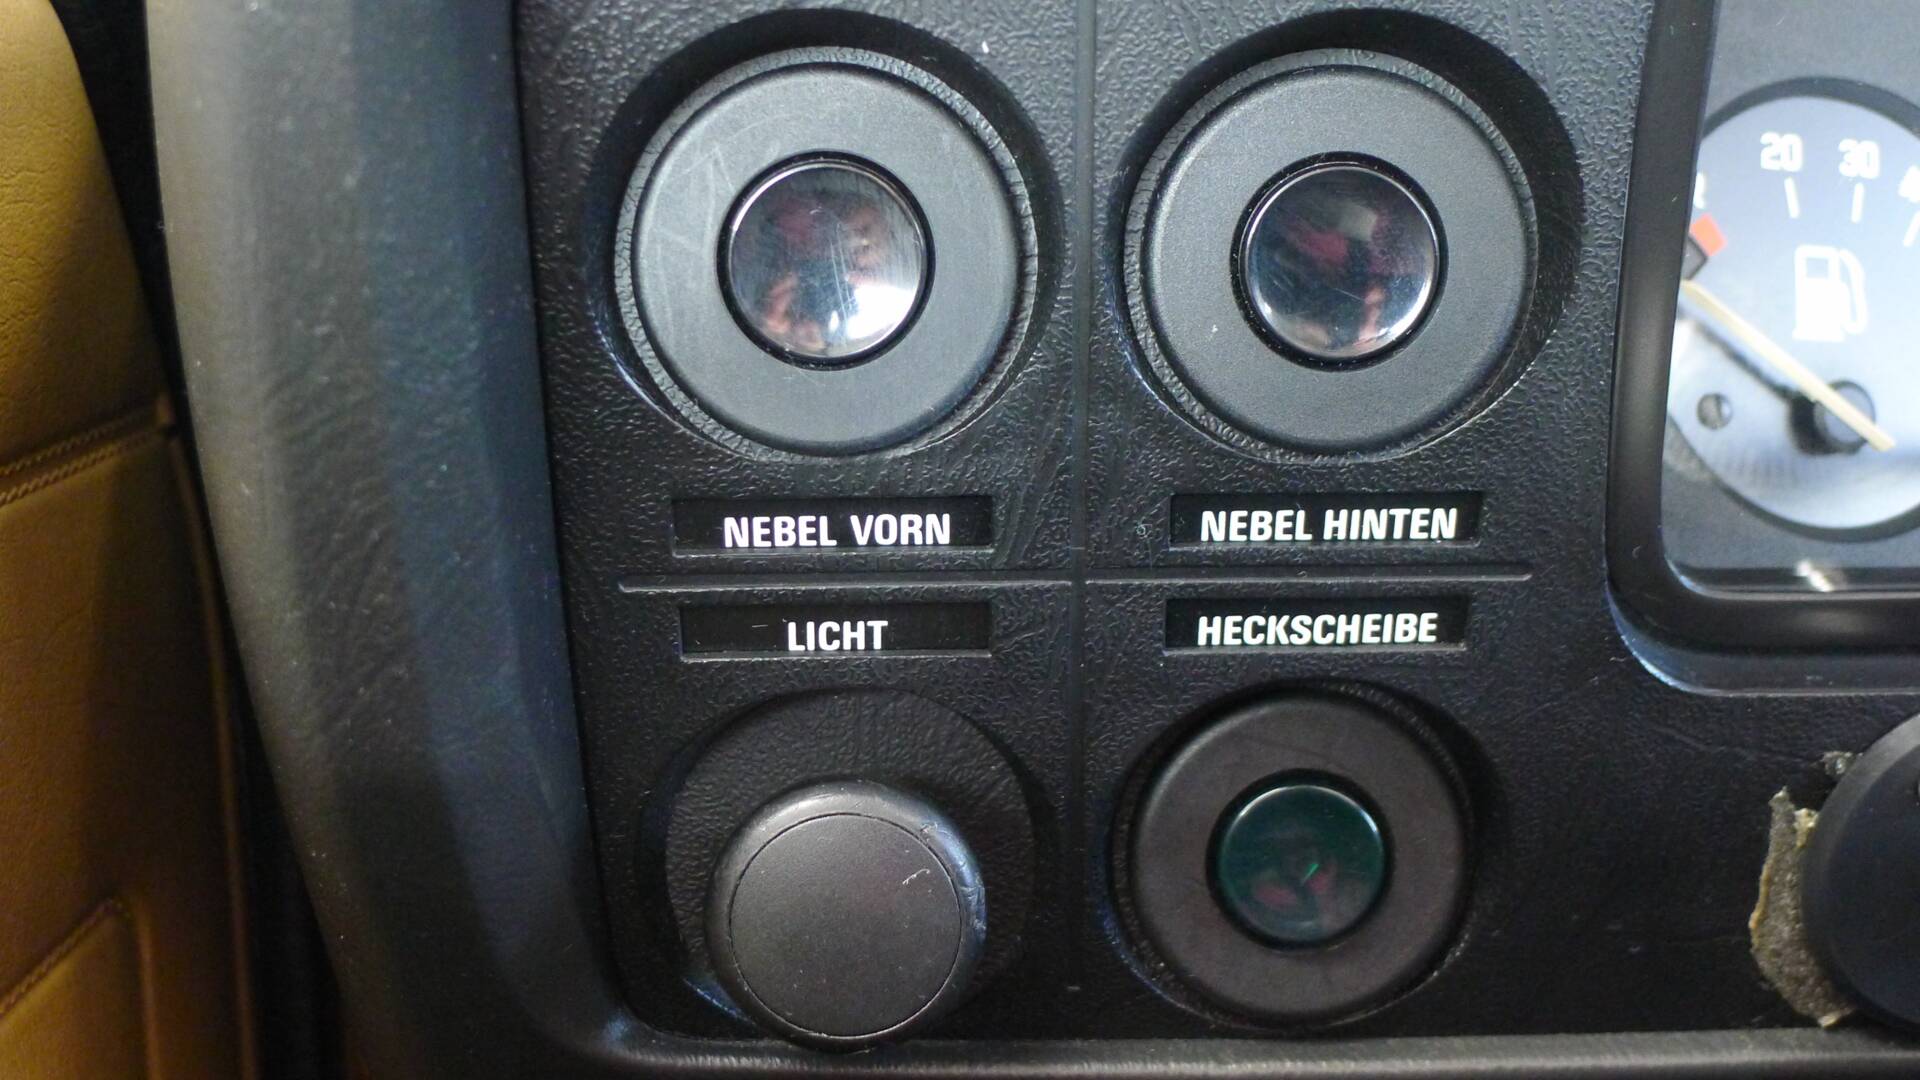 20 30
NEBEL VORN
NEBEL HINTEN
LICHT
HECKSCHEIBE